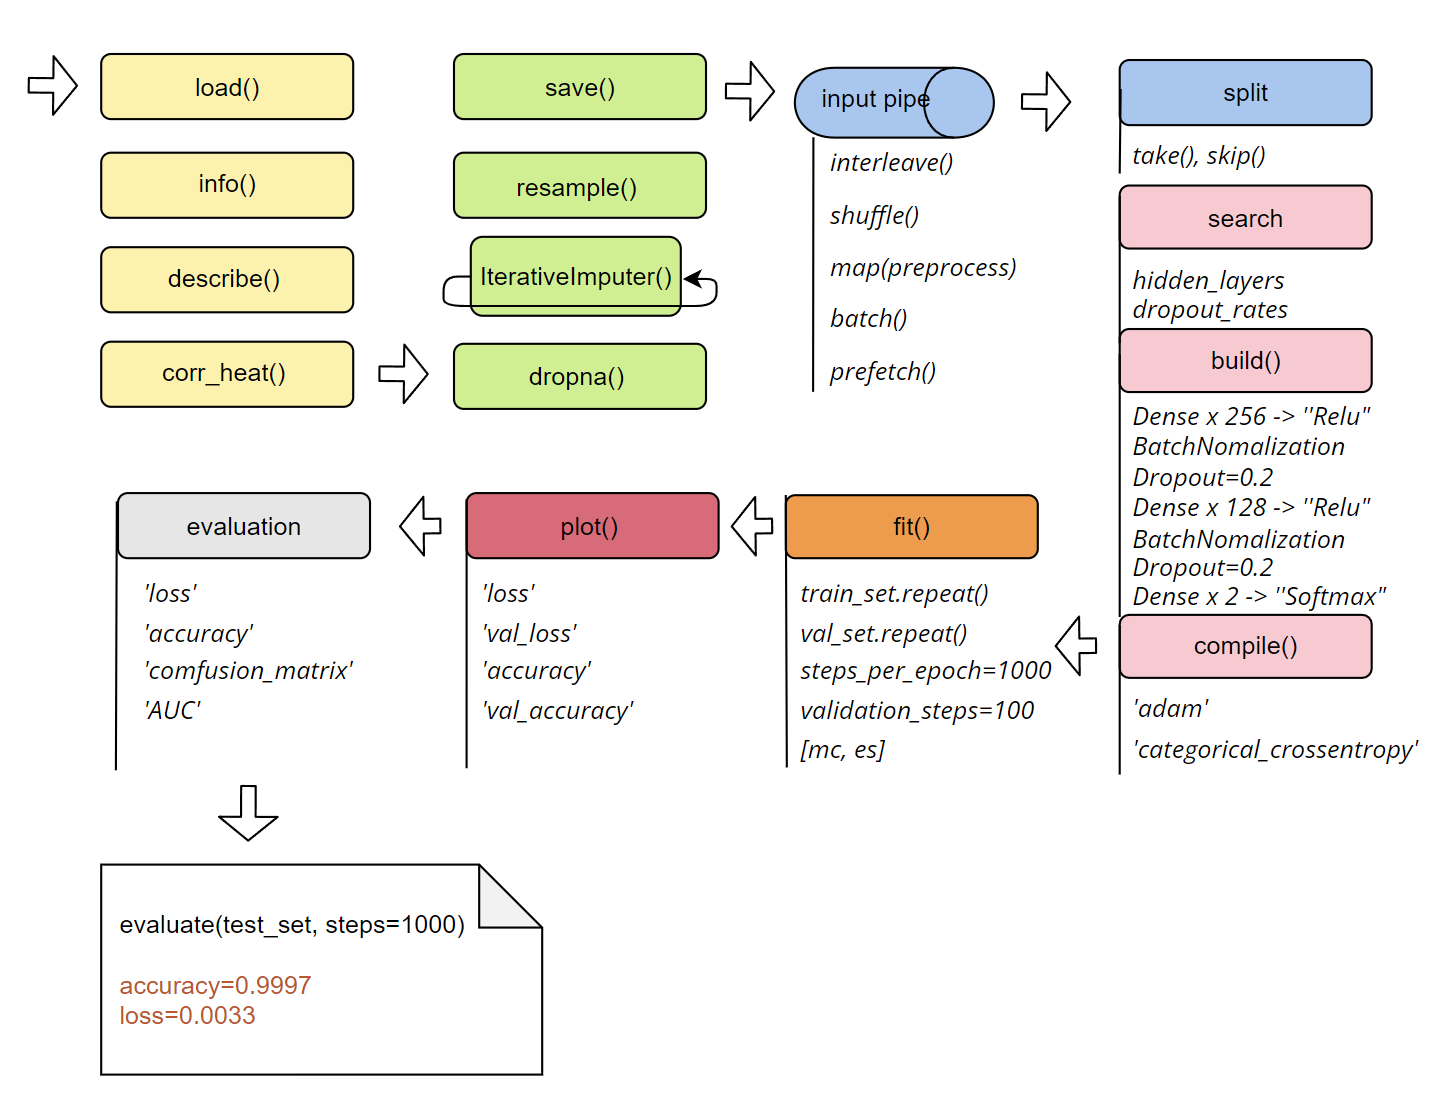 load()
info()
describe()
corr_heat()
save()
resample()
IterativeImputer()
dropna()
input pipe
interleave()
shuffle()
map(preprocess)
batch()
prefetch()
split
take(), skip()
search
hidden_layers
dropout_rates
build()
Dense x 256 -> ''Relu"
BatchNomalization
Dropout=0.2
Dense x 128 -> ''Relu"
BatchNomalization
Dropout=0.2
Dense x 2 -> ''Softmax"
compile()
'adam'
'categorical_crossentropy'
fit()
train_set.repeat()
val_set.repeat()
steps_per_epoch=1000
validation_steps=100
[mc, es]
plot()
'loss'
'val_loss'
'accuracy'
'val_accuracy'
evaluation
'loss'
'accuracy'
'comfusion_matrix'
'AUC'
evaluate(test_set, steps=1000)
accuracy=0.9997
loss=0.0033